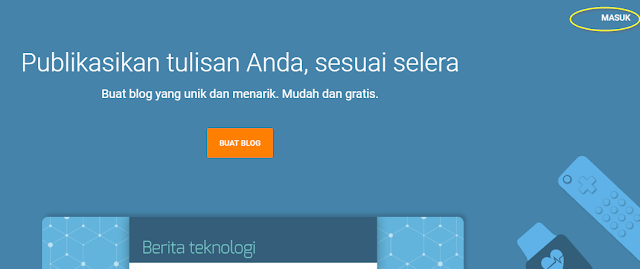 MASUK
Publikasikan tulisan Anda, sesuai selera
Buat blog yang unik dan menarik. Mudah dan gratis.
BUAT BLOG
Berita teknologi